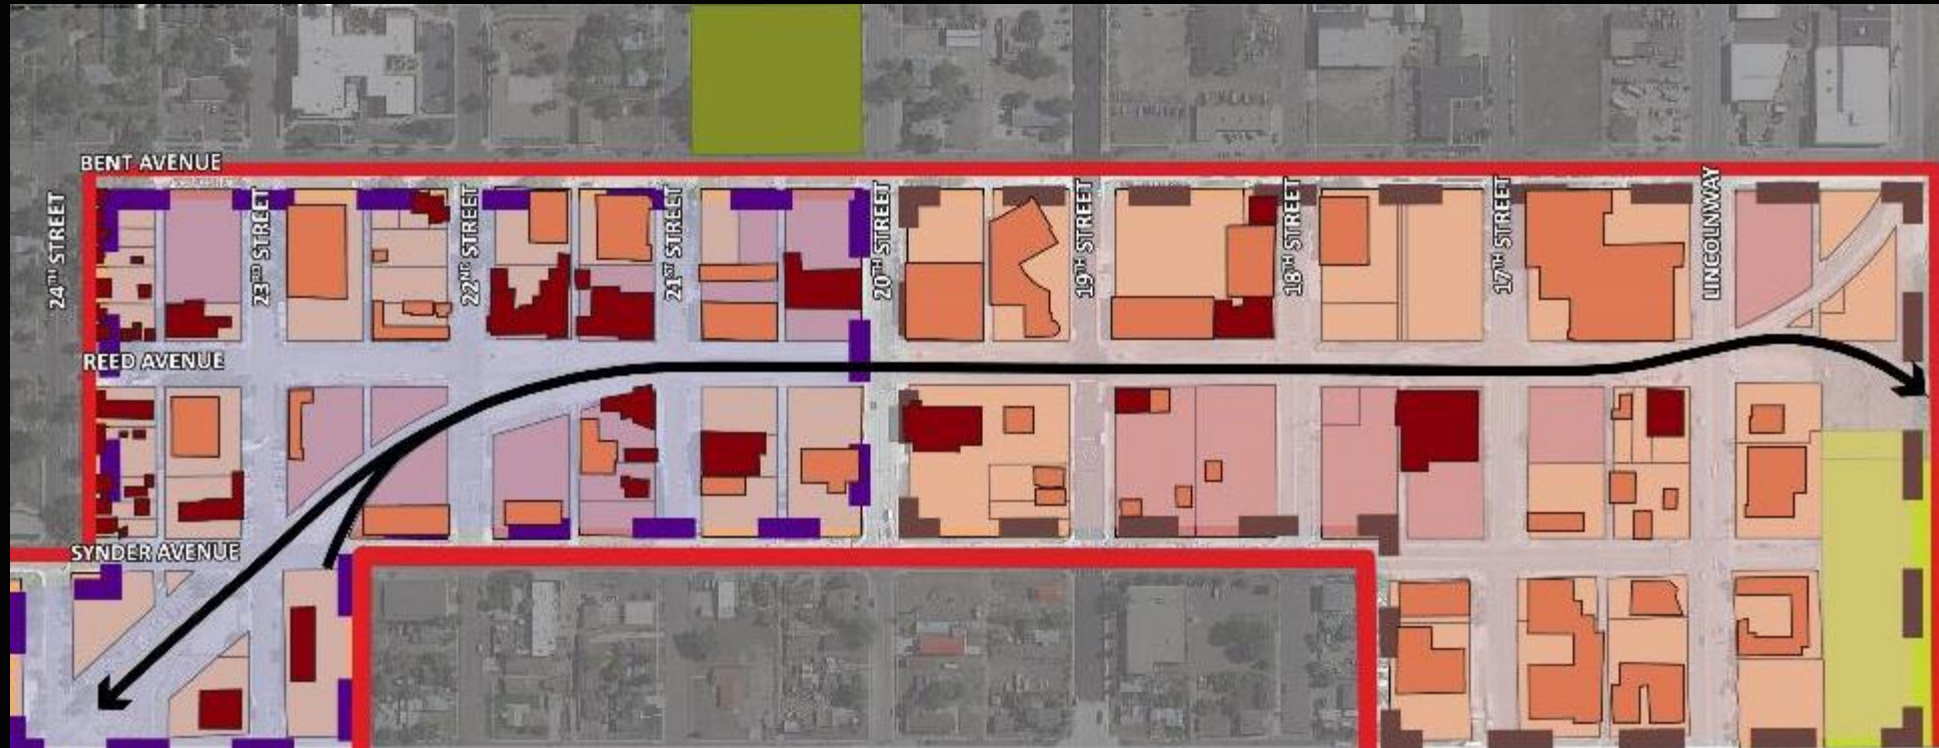 BENT AVENUE
24TH STREET
23RD STREET
22ND STREET
21ST STREET
20TH STREET
19TH STREET
18TH STREET
17TH STREET
LINCOLNWAY
REED AVENUE
SYNDER AVENUE